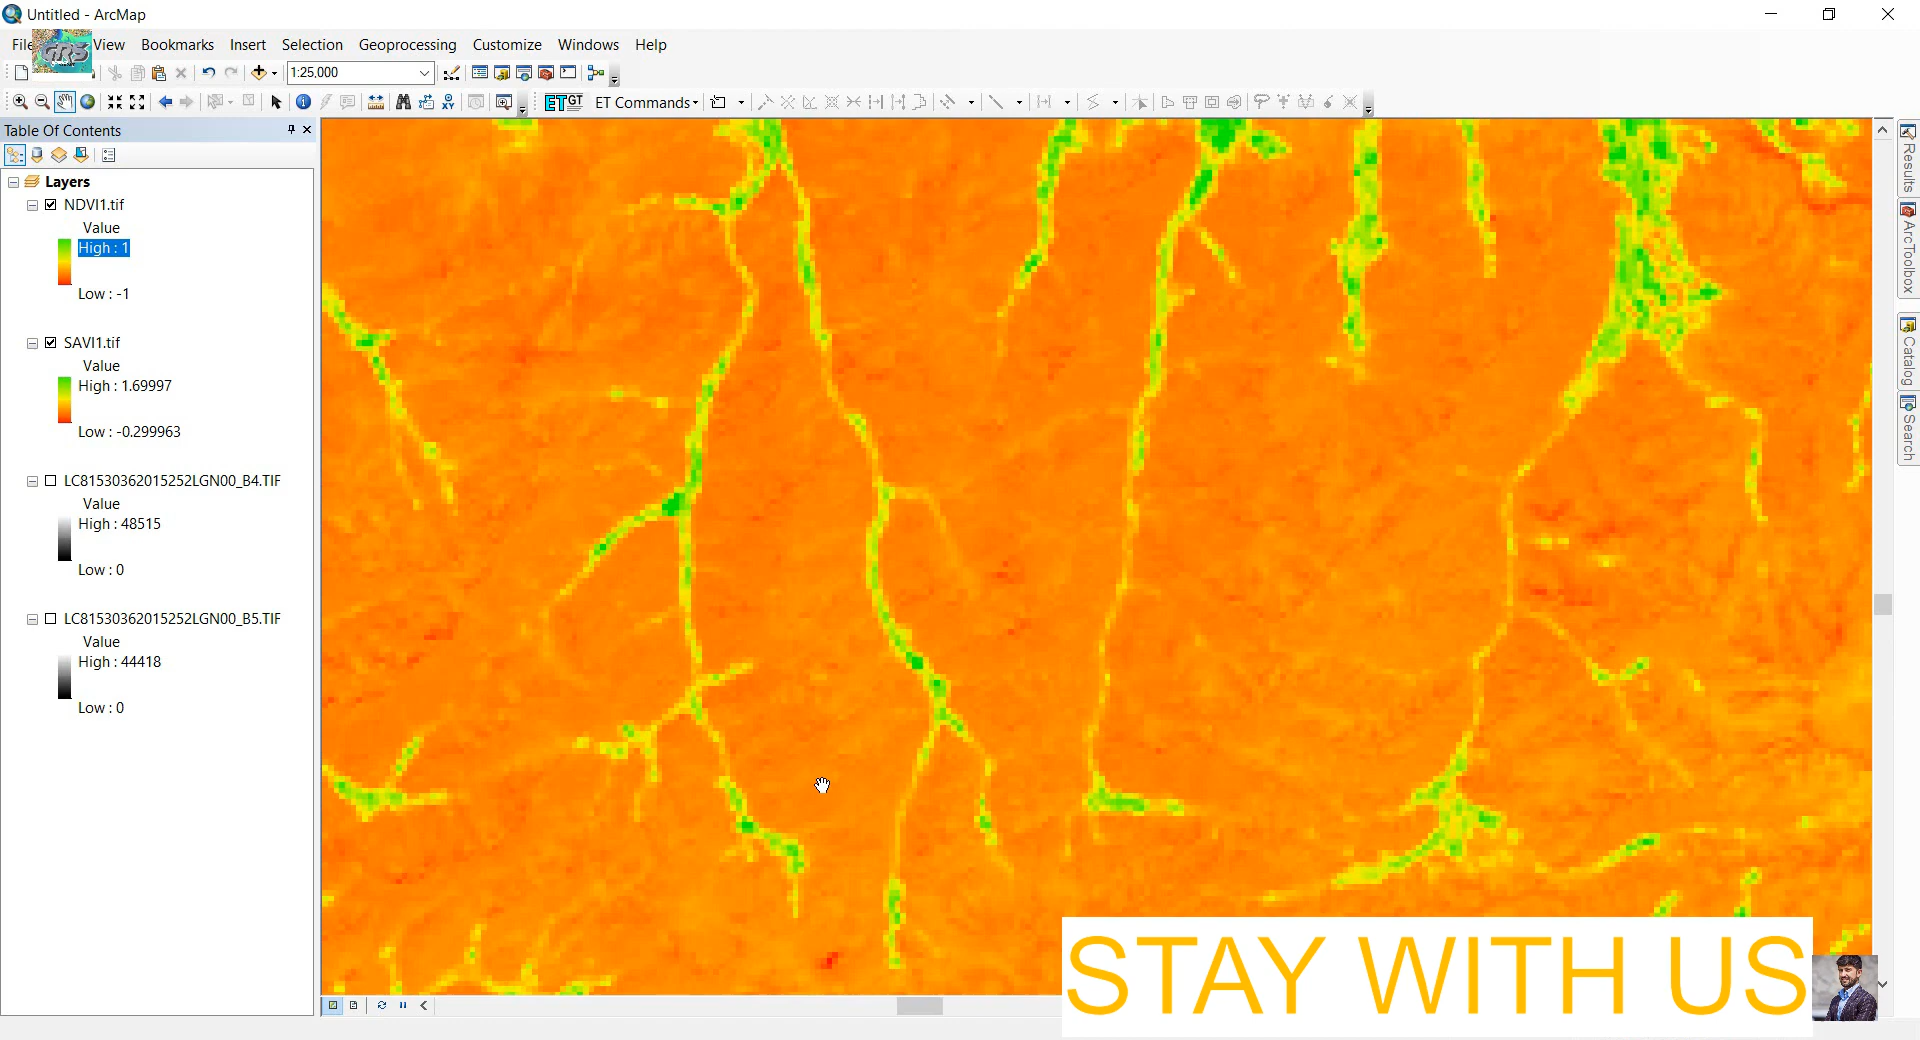 Untitled - ArcMap
File View Bookmarks Insert Selection Geoprocessing Customize Windows Help
GRS
1:25,000
ETGT ET Commands
Table Of Contents
Layers
NDVI1.tif
Value
High : 1
Low : -1
SAVI1.tif
Value
High : 1.69997
Low : -0.299963
LC81530362015252LGN00_B4.TIF
Value
High : 48515
Low : 0
LC81530362015252LGN00_B5.TIF
Value
High : 44418
Low : 0
Results
ArcToolbox
Catalog
Search
STAY WITH US